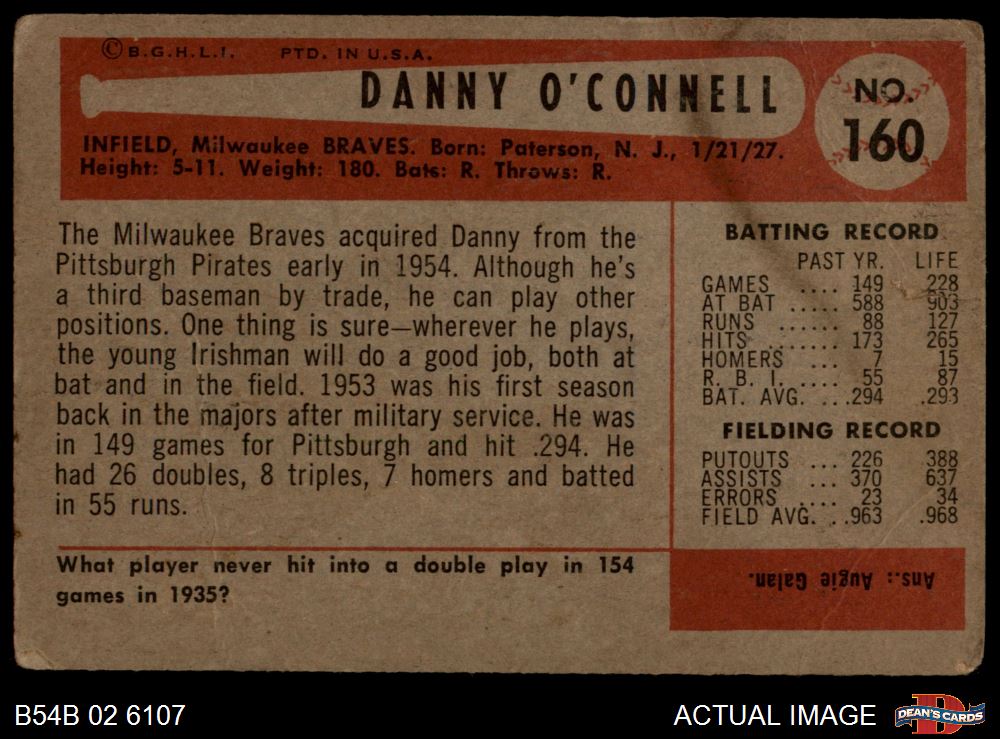 ©B.G.H.L.I. PTD. IN U.S.A.
DANNY O'CONNELL
NO.
160
INFIELD, Milwaukee BRAVES. Born: Paterson, N. J., 1/21/27.
Height: 5-11. Weight: 180. Bats: R. Throws: R.
The Milwaukee Braves acquired Danny from the
Pittsburgh Pirates early in 1954. Although he's
a third baseman by trade, he can play other
positions. One thing is sure—wherever he plays,
the young Irishman will do a good job, both at
bat and in the field. 1953 was his first season
back in the majors after military service. He was
in 149 games for Pittsburgh and hit .294. He
had 26 doubles, 8 triples, 7 homers and batted
in 55 runs.
BATTING RECORD
PAST YR. LIFE
GAMES .... 149 228
AT BAT ..... 588 903
RUNS ...... 88 127
HITS ....... 173 265
HOMERS ... 7 15
R. B. I. .... 55 87
BAT. AVG. ...294 .293
FIELDING RECORD
PUTOUTS ... 226 388
ASSISTS ... 370 637
ERRORS .... 23 34
FIELD AVG. ..963 .968
What player never hit into a double play in 154
games in 1935?
Ans.: Augie Galan.
B54B 02 6107
ACTUAL IMAGE
DEAN'S CARDS